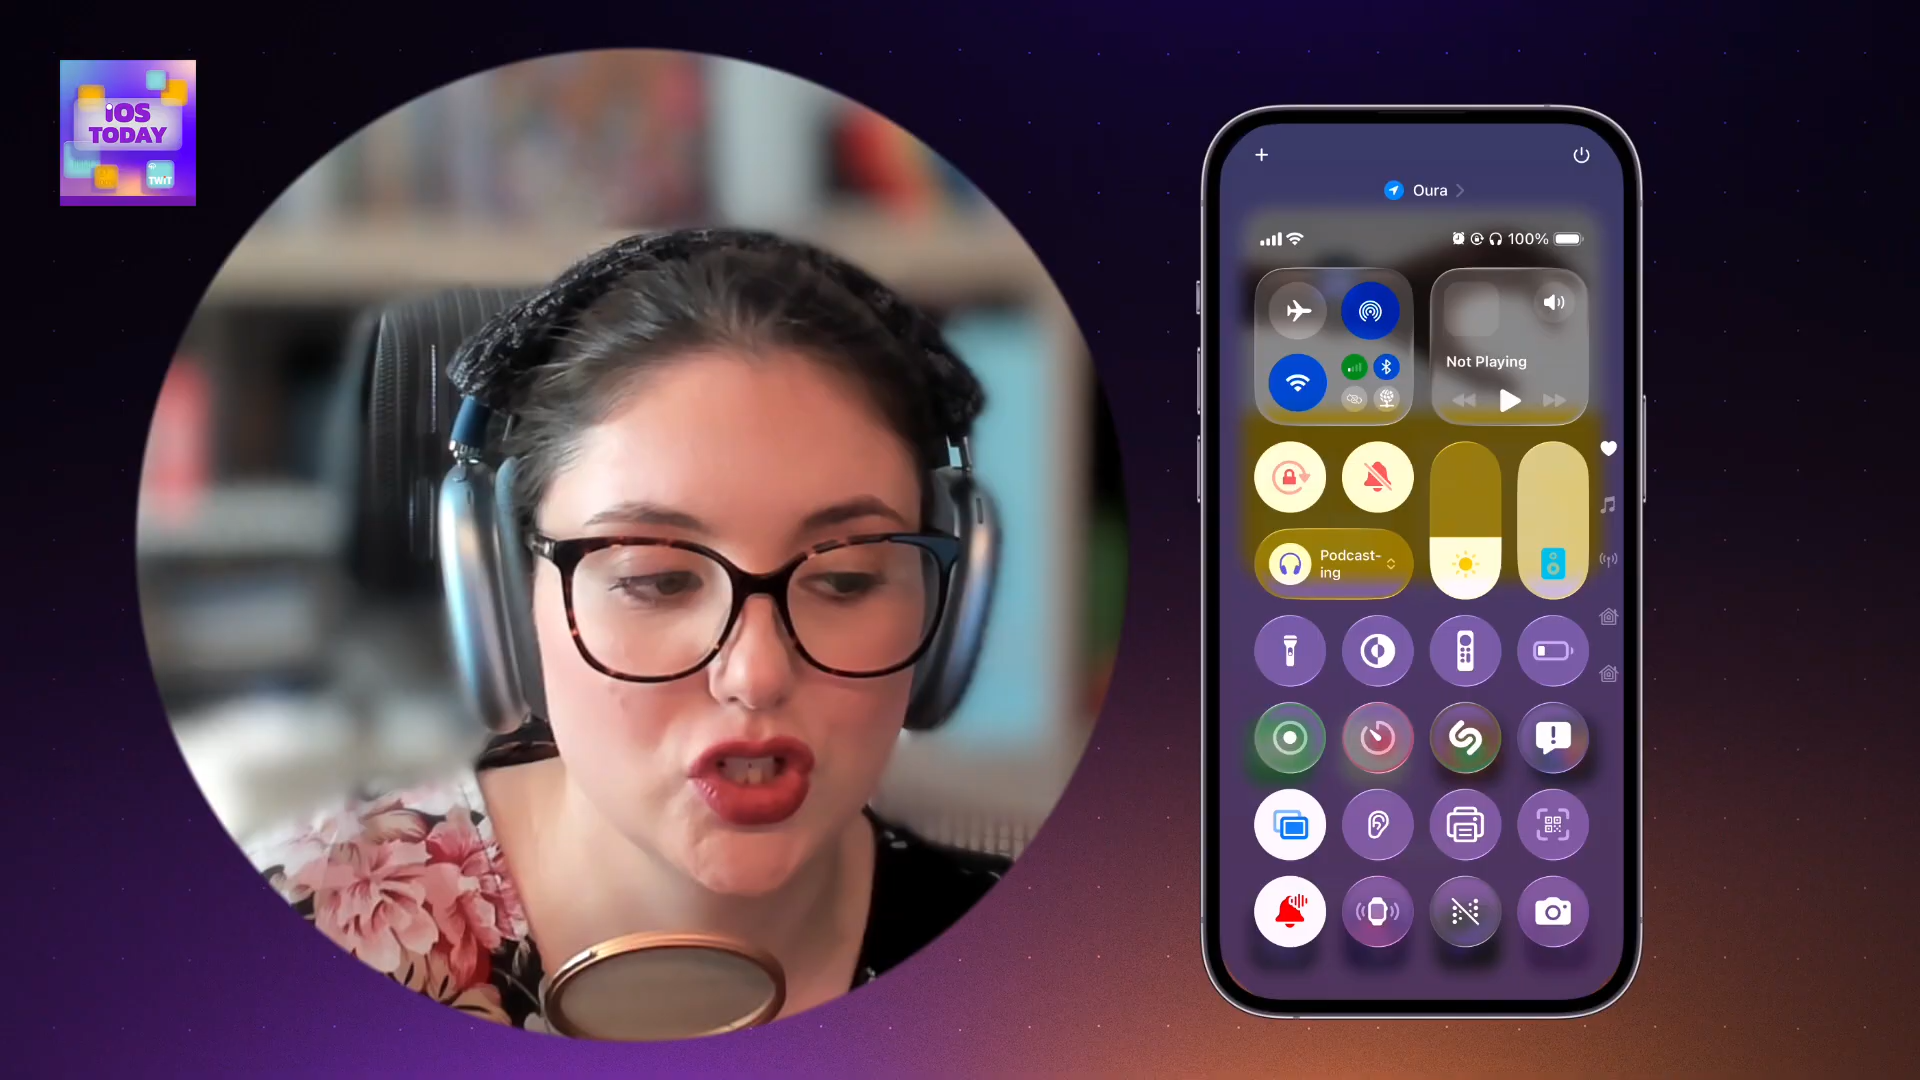 iOS
TODAY
TWiT
Oura
100%
Not Playing
Podcast-
ing